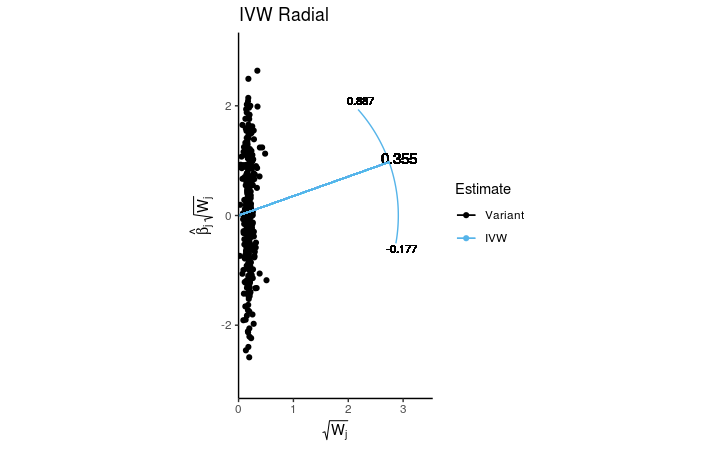 IVW Radial
β̂ⱼ√Wⱼ
2
0
-2
0.887
0.355
-0.177
Estimate
Variant
IVW
0 1 2 3
√Wⱼ